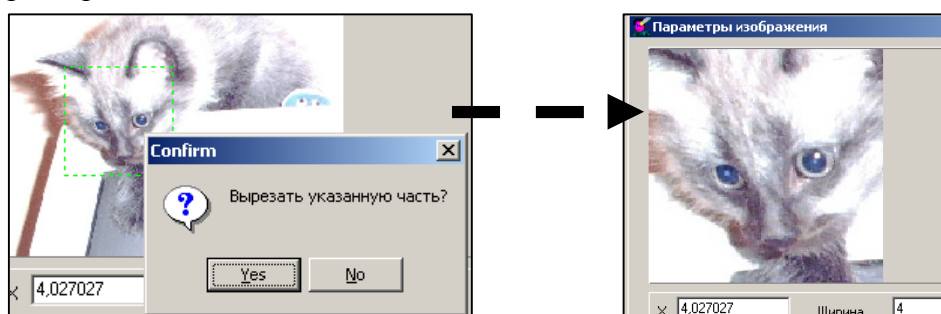 Confirm
Вырезать указанную часть?
Yes
No
X 4,027027
Параметры изображения
X 4,027027 Ширина 4